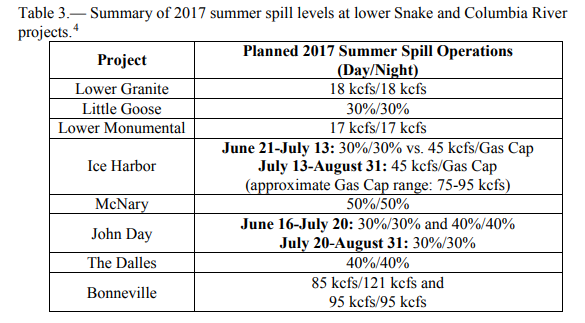 Table 3.— Summary of 2017 summer spill levels at lower Snake and Columbia River
projects.4
Project
Planned 2017 Summer Spill Operations
(Day/Night)
Lower Granite
18 kcfs/18 kcfs
Little Goose
30%/30%
Lower Monumental
17 kcfs/17 kcfs
Ice Harbor
June 21-July 13: 30%/30% vs. 45 kcfs/Gas Cap
July 13-August 31: 45 kcfs/Gas Cap
(approximate Gas Cap range: 75-95 kcfs)
McNary
50%/50%
John Day
June 16-July 20: 30%/30% and 40%/40%
July 20-August 31: 30%/30%
The Dalles
40%/40%
Bonneville
85 kcfs/121 kcfs and
95 kcfs/95 kcfs